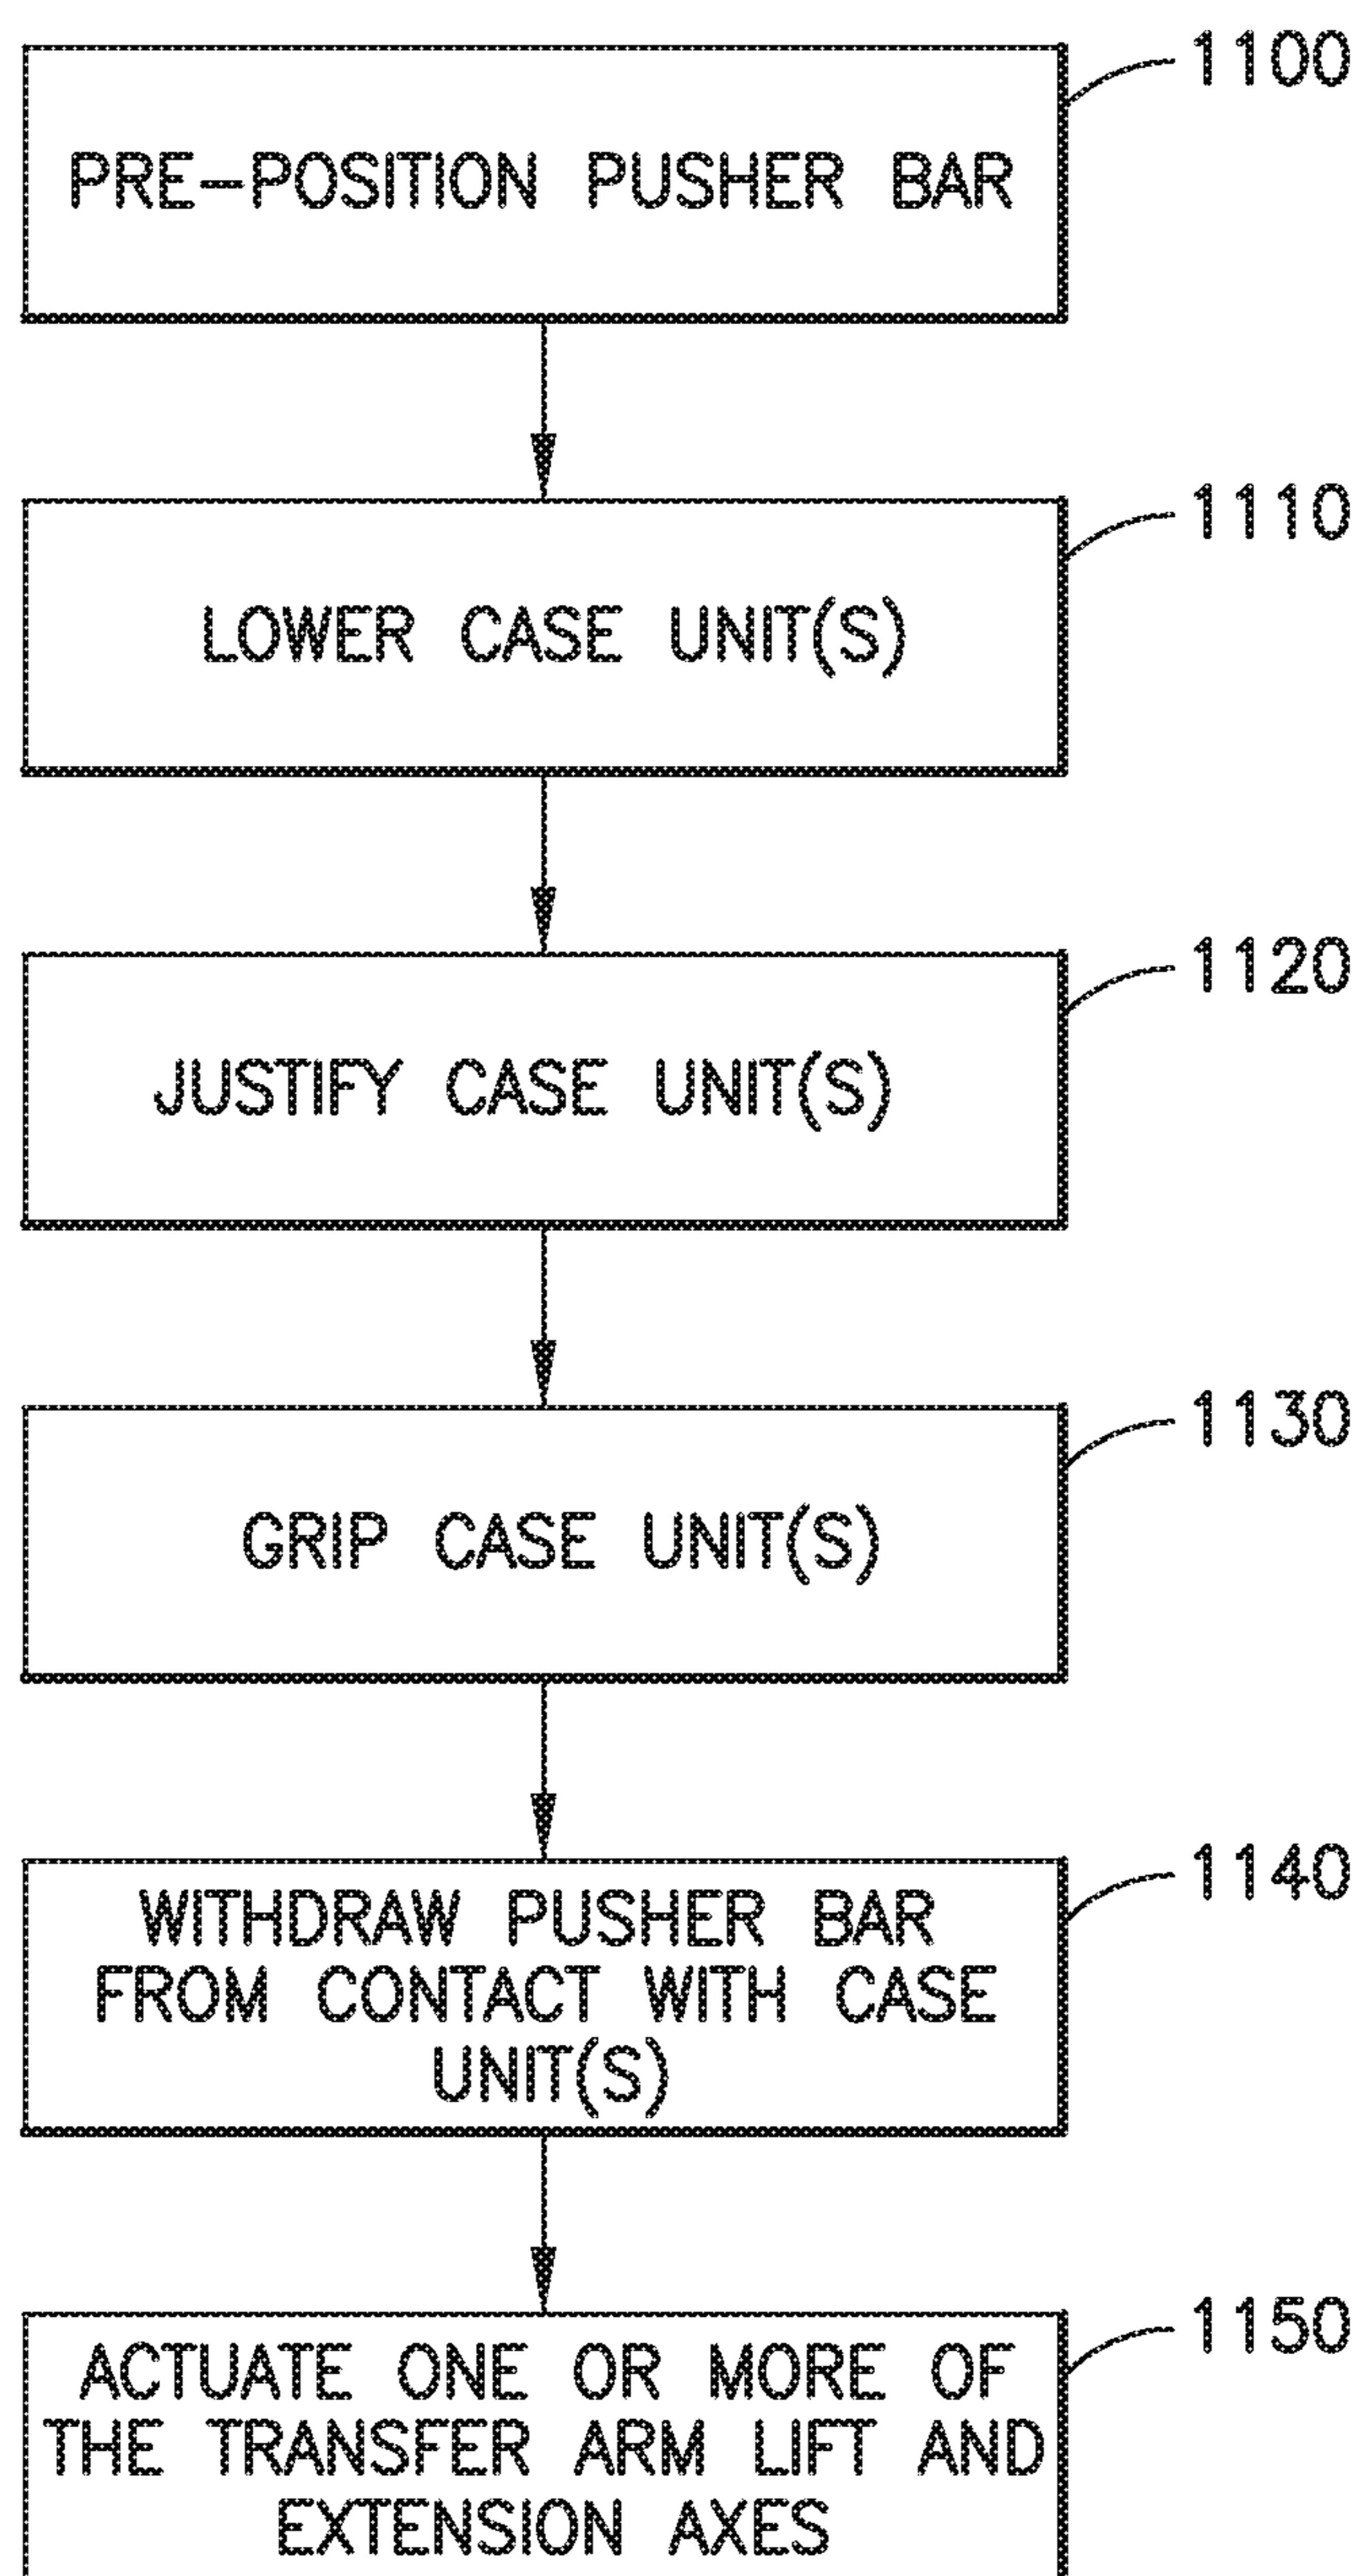 1100
PRE-POSITION PUSHER BAR
1110
LOWER CASE UNIT(S)
1120
JUSTIFY CASE UNIT(S)
1130
GRIP CASE UNIT(S)
1140
WITHDRAW PUSHER BAR
FROM CONTACT WITH CASE
UNIT(S)
1150
ACTUATE ONE OR MORE OF
THE TRANSFER ARM LIFT AND
EXTENSION AXES